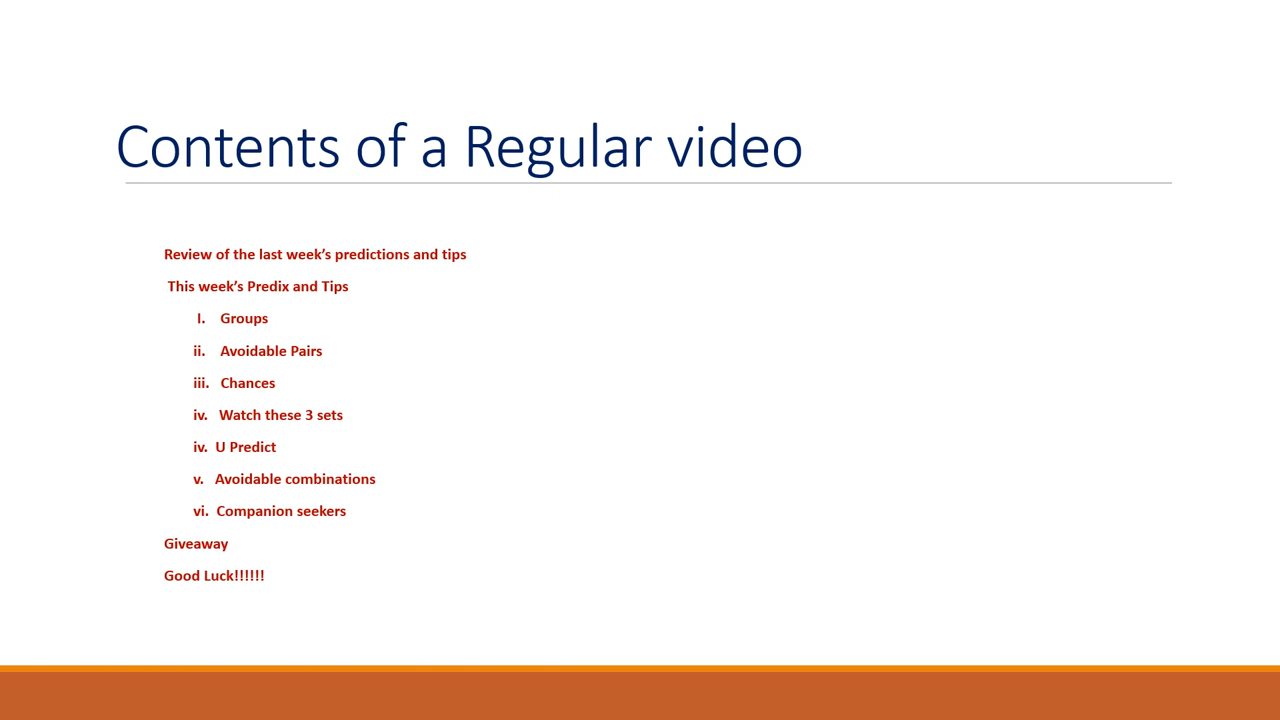 Contents of a Regular video
Review of the last week’s predictions and tips
This week’s Predix and Tips
I. Groups
ii. Avoidable Pairs
iii. Chances
iv. Watch these 3 sets
iv. U Predict
v. Avoidable combinations
vi. Companion seekers
Giveaway
Good Luck!!!!!!